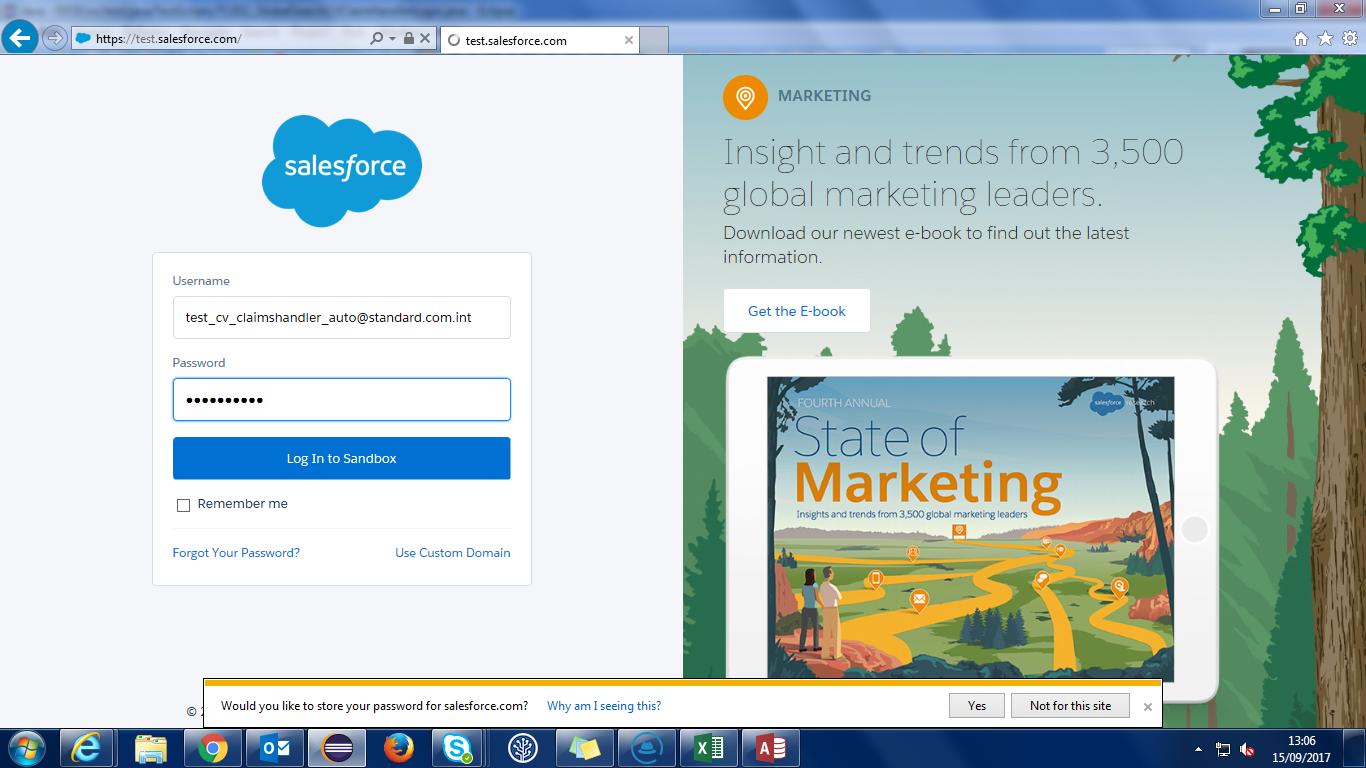 https://test.salesforce.com/
test.salesforce.com
salesforce
Username
test_cv_claimshandler_auto@standard.com.int
Password
Log In to Sandbox
Remember me
Forgot Your Password?
Use Custom Domain
MARKETING
Insight and trends from 3,500
global marketing leaders.
Download our newest e-book to find out the latest
information.
Get the E-book
FOURTH ANNUAL
salesforce research
State of
Marketing
Insights and trends from 3,500 global marketing leaders
©
Would you like to store your password for salesforce.com?
Why am I seeing this?
Yes
Not for this site
13:06
15/09/2017